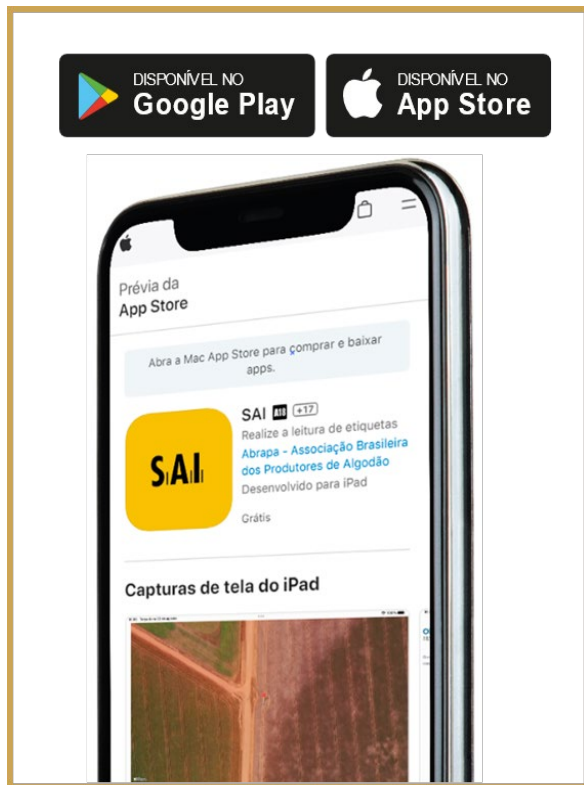 DISPONÍVEL NO
Google Play
DISPONÍVEL NO
App Store
Prévia da
App Store
Abra a Mac App Store para comprar e baixar
apps.
SAI
SAI A10 +17
Realize a leitura de etiquetas
Abrapa - Associação Brasileira
dos Produtores de Algodão
Desenvolvido para iPad
Grátis
Capturas de tela do iPad